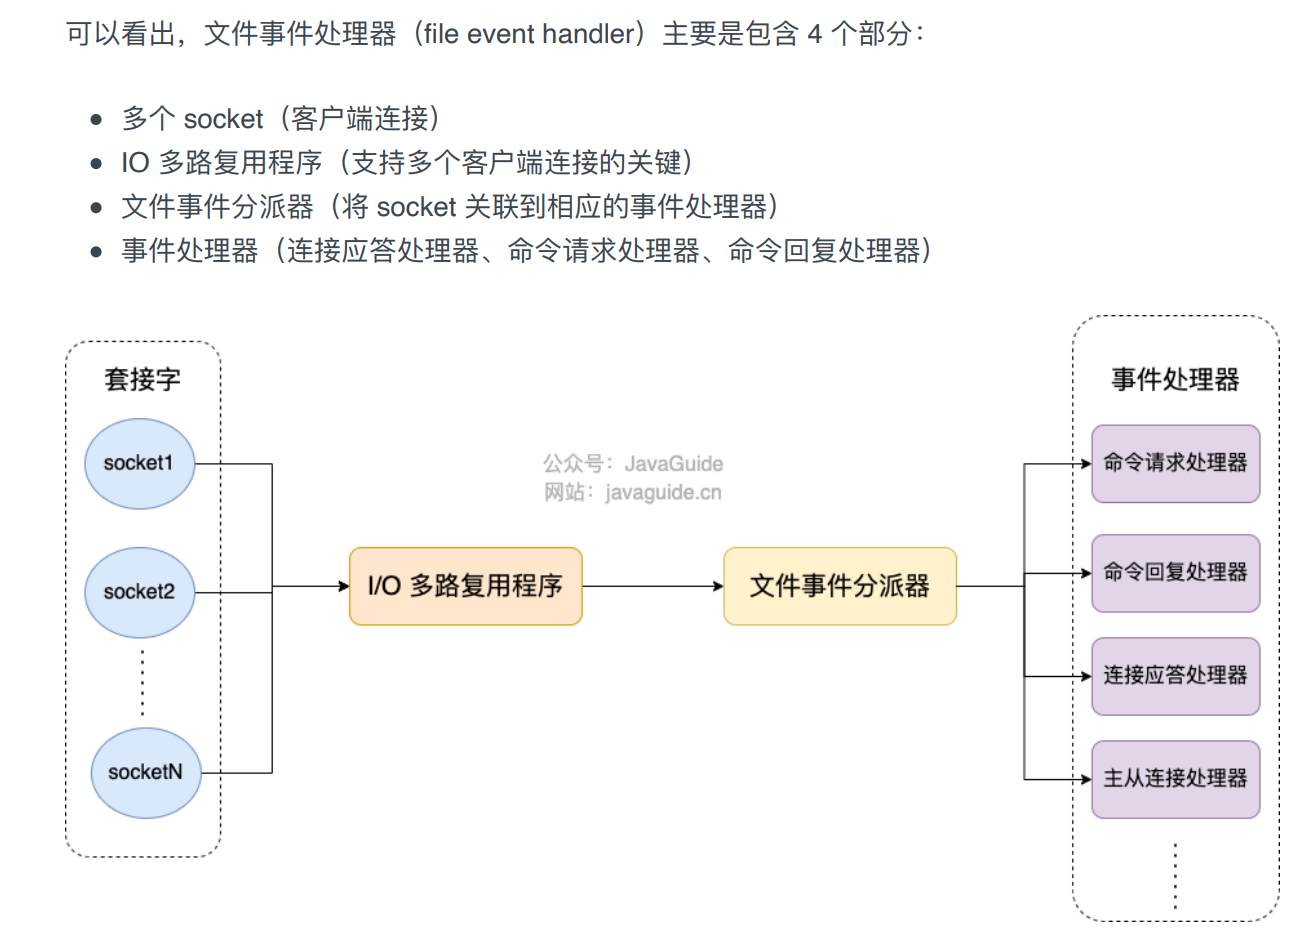 可以看出，文件事件处理器（file event handler）主要是包含 4 个部分：
多个 socket（客户端连接）
IO 多路复用程序（支持多个客户端连接的关键）
文件事件分派器（将 socket 关联到相应的事件处理器）
事件处理器（连接应答处理器、命令请求处理器、命令回复处理器）
套接字
socket1
socket2
socketN
公众号：JavaGuide
网站：javaguide.cn
I/O 多路复用程序
文件事件分派器
事件处理器
命令请求处理器
命令回复处理器
连接应答处理器
主从连接处理器